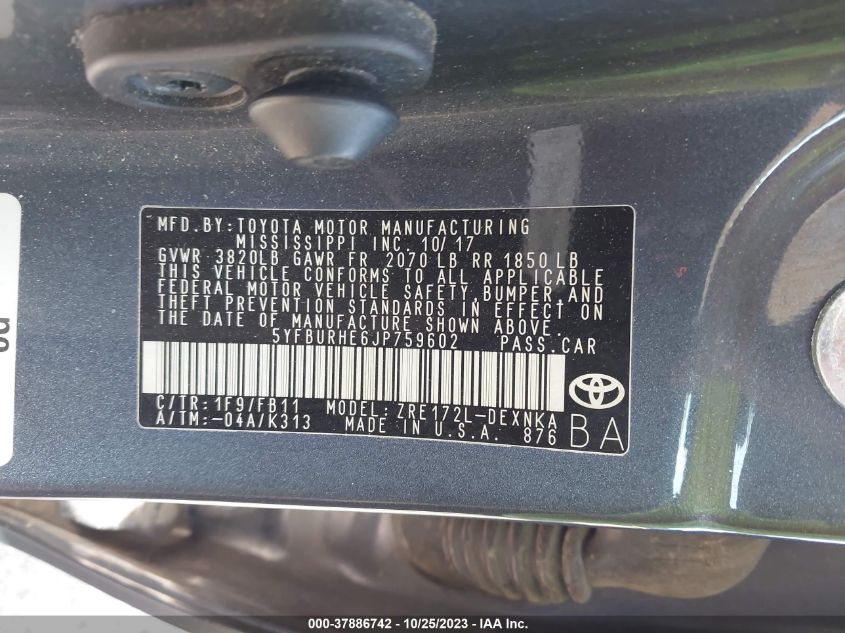 MFD.BY:TOYOTA MOTOR MANUFACTURING
MISSISSIPPI INC. 10/17
GVWR 3820LB GAWR FR 2070 LB RR 1850 LB
THIS VEHICLE CONFORMS TO ALL APPLICABLE
FEDERAL MOTOR VEHICLE SAFETY, BUMPER, AND
THEFT PREVENTION STANDARDS IN EFFECT ON
THE DATE OF MANUFACTURE SHOWN ABOVE.
5YFBURHE6JP759602 PASS.CAR
C/TR:1F9/FB11 MODEL:ZRE172L-DEXNKA
A/TM:-04A/K313 MADE IN U.S.A. 876
BA
000-37886742 - 10/25/2023 - IAA Inc.